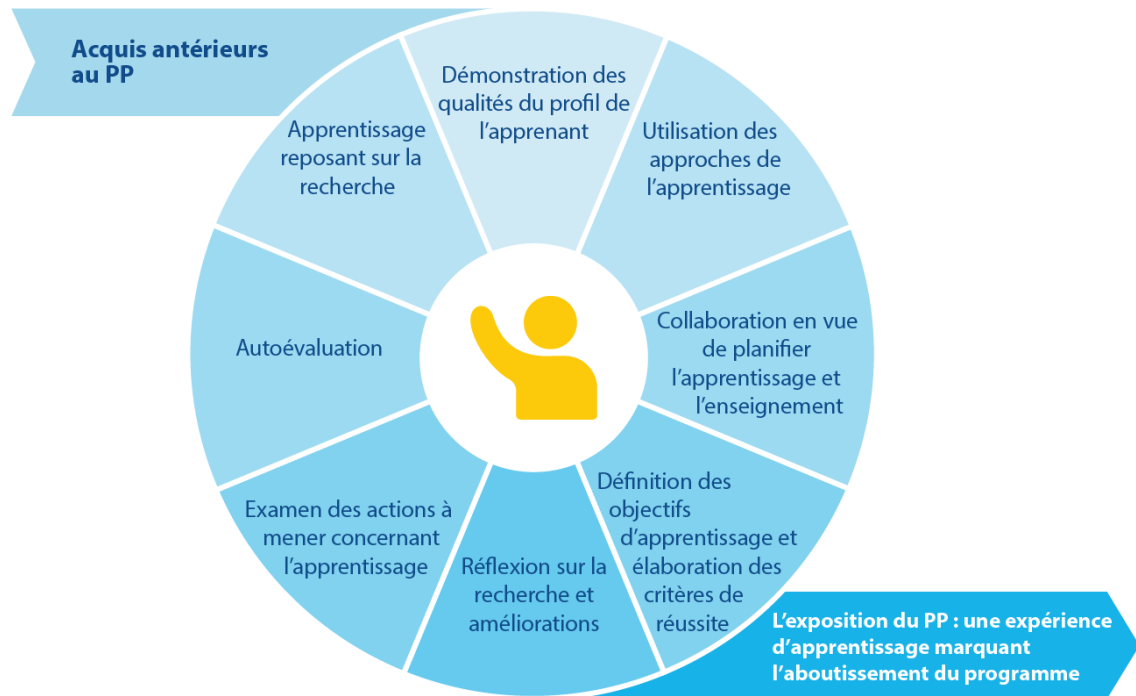 Acquis antérieurs
au PP
Démonstration des
qualités du profil de
l’apprenant
Utilisation des
approches de
l’apprentissage
Collaboration en vue
de planifier
l’apprentissage et
l’enseignement
Définition des
objectifs
d’apprentissage et
élaboration des
critères de
réussite
Réflexion sur la
recherche et
améliorations
Examen des actions à
mener concernant
l’apprentissage
Autoévaluation
Apprentissage
reposant sur la
recherche
L’exposition du PP : une expérience
d’apprentissage marquant
l’aboutissement du programme